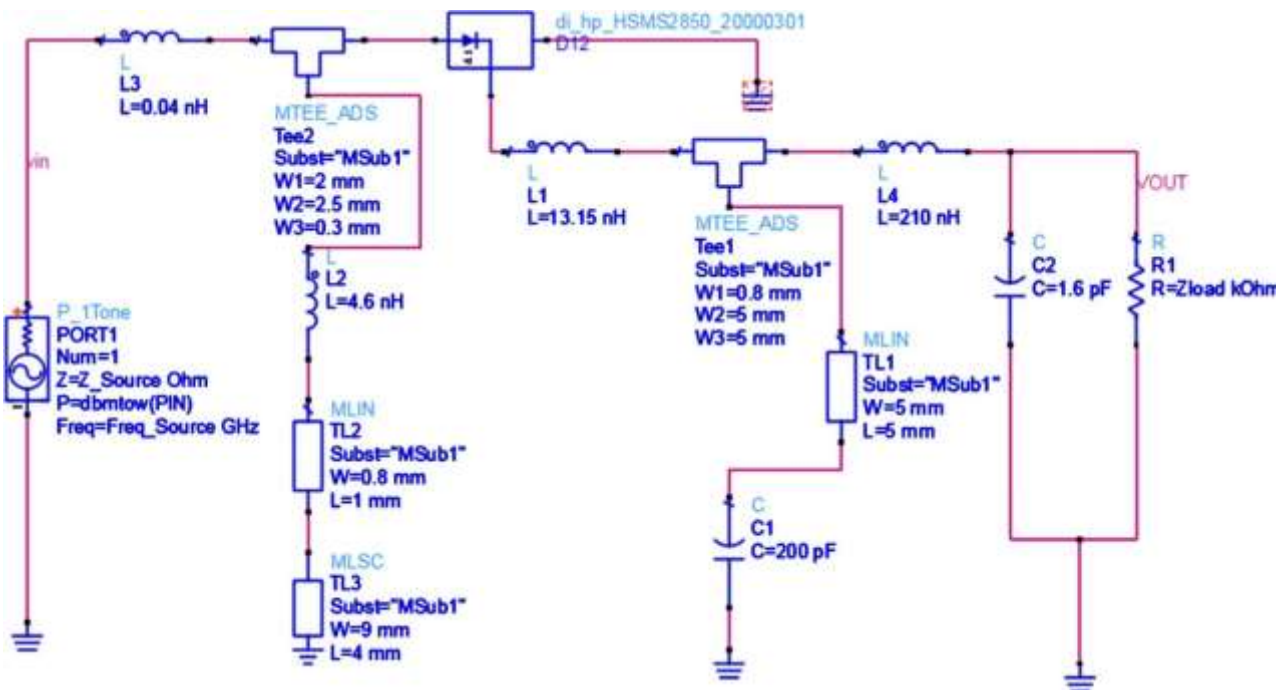 di_hp_HSMS2850_20000301
D12
L
L3
L=0.04 nH
MTEE_ADS
Tee2
Subst="MSub1"
W1=2 mm
W2=2.5 mm
W3=0.3 mm
vin
L
L1
L=13.15 nH
L
L4
L=210 nH
VOUT
MTEE_ADS
Tee1
Subst="MSub1"
W1=0.8 mm
W2=5 mm
W3=5 mm
C
C2
C=1.6 pF
R
R1
R=Zload kOhm
L
L2
L=4.6 nH
P_1Tone
PORT1
Num=1
Z=Z_Source Ohm
P=dbmtow(PIN)
Freq=Freq_Source GHz
MLIN
TL1
Subst="MSub1"
W=5 mm
L=5 mm
MLIN
TL2
Subst="MSub1"
W=0.8 mm
L=1 mm
C
C1
C=200 pF
MLSC
TL3
Subst="MSub1"
W=9 mm
L=4 mm